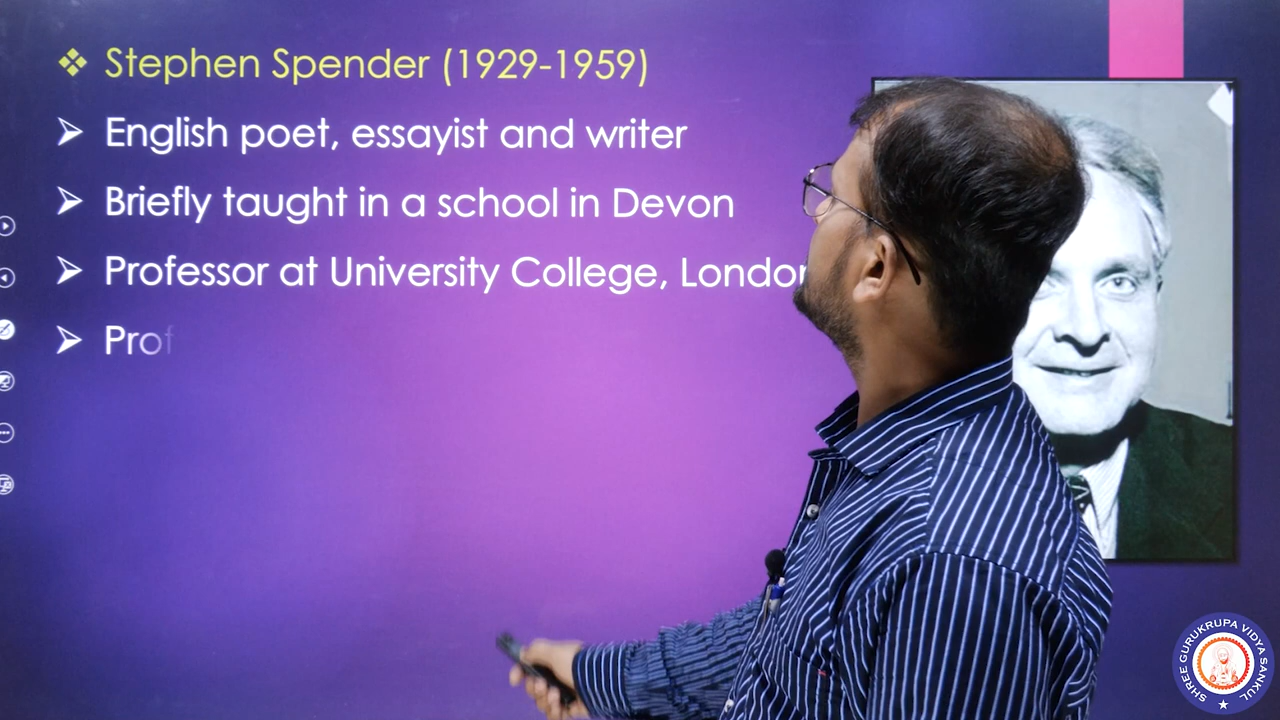 Stephen Spender (1929-1959)
English poet, essayist and writer
Briefly taught in a school in Devon
Professor at University College, London
Prof
SHREE GURUKRUPA VIDYA SANKUL